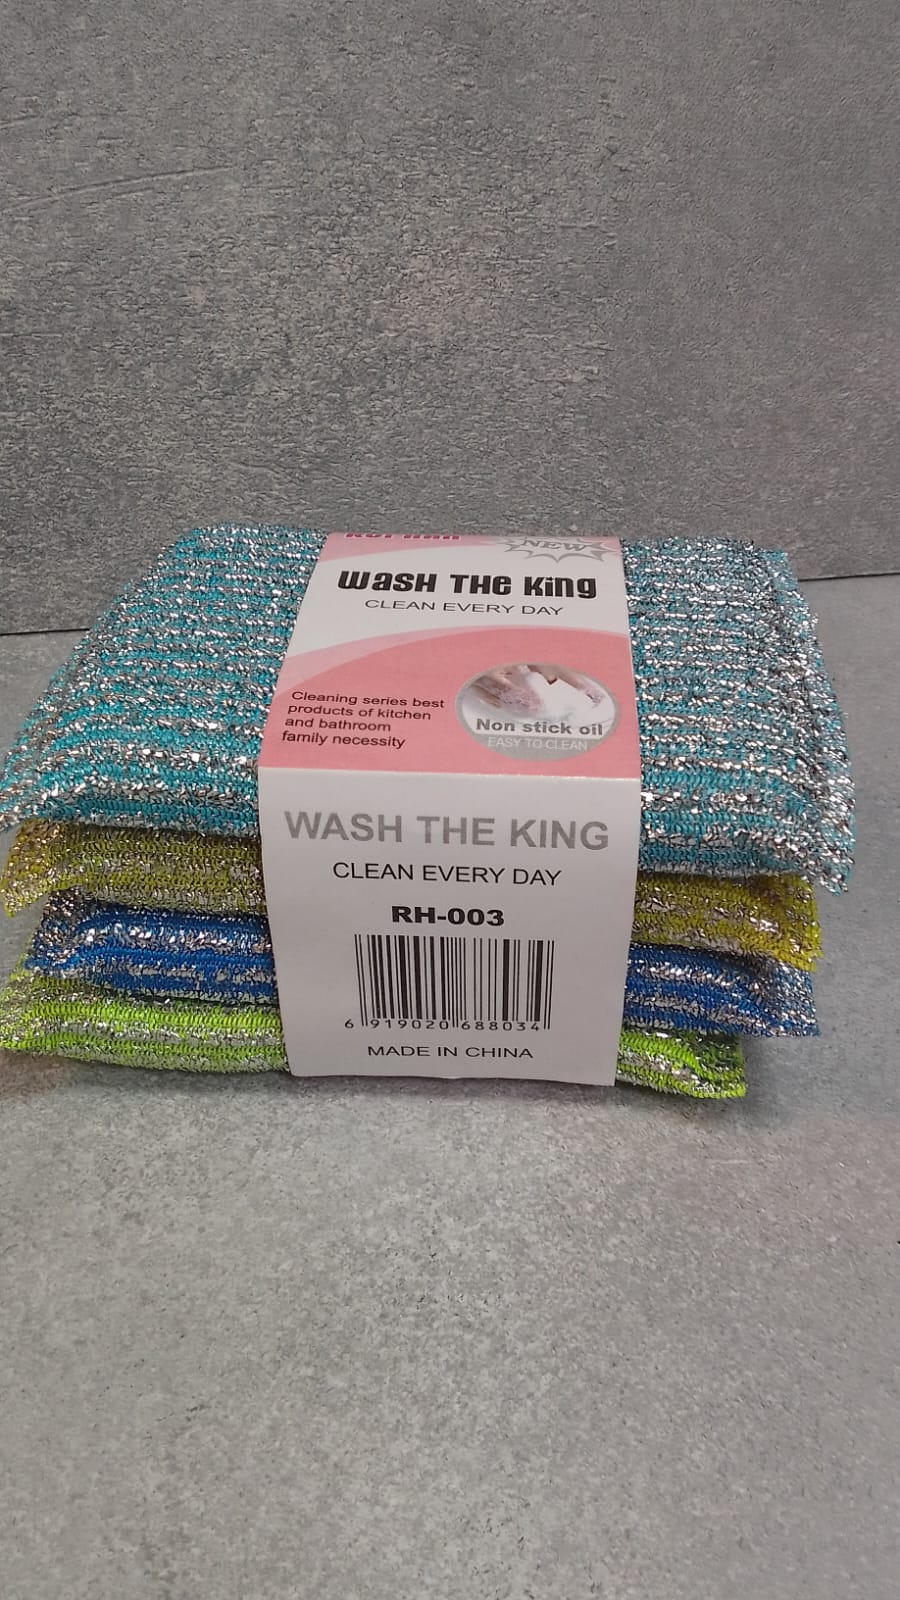 NEW
WASH THE KING
CLEAN EVERY DAY
Cleaning series best
products of kitchen
and bathroom
family necessity
Non stick oil
EASY TO CLEAN
WASH THE KING
CLEAN EVERY DAY
RH-003
6 919020 688034
MADE IN CHINA